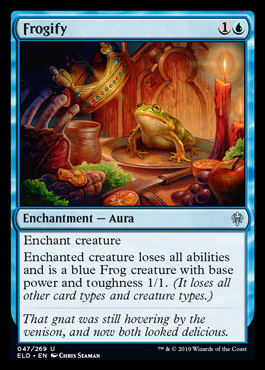 Frogify 1
Enchantment — Aura
Enchant creature
Enchanted creature loses all abilities
and is a blue Frog creature with base
power and toughness 1/1. (It loses all
other card types and creature types.)
That gnat was still hovering by the
venison, and now both looked delicious.
047/269 U
ELD • EN Chris Seaman
™ & © 2019 Wizards of the Coast